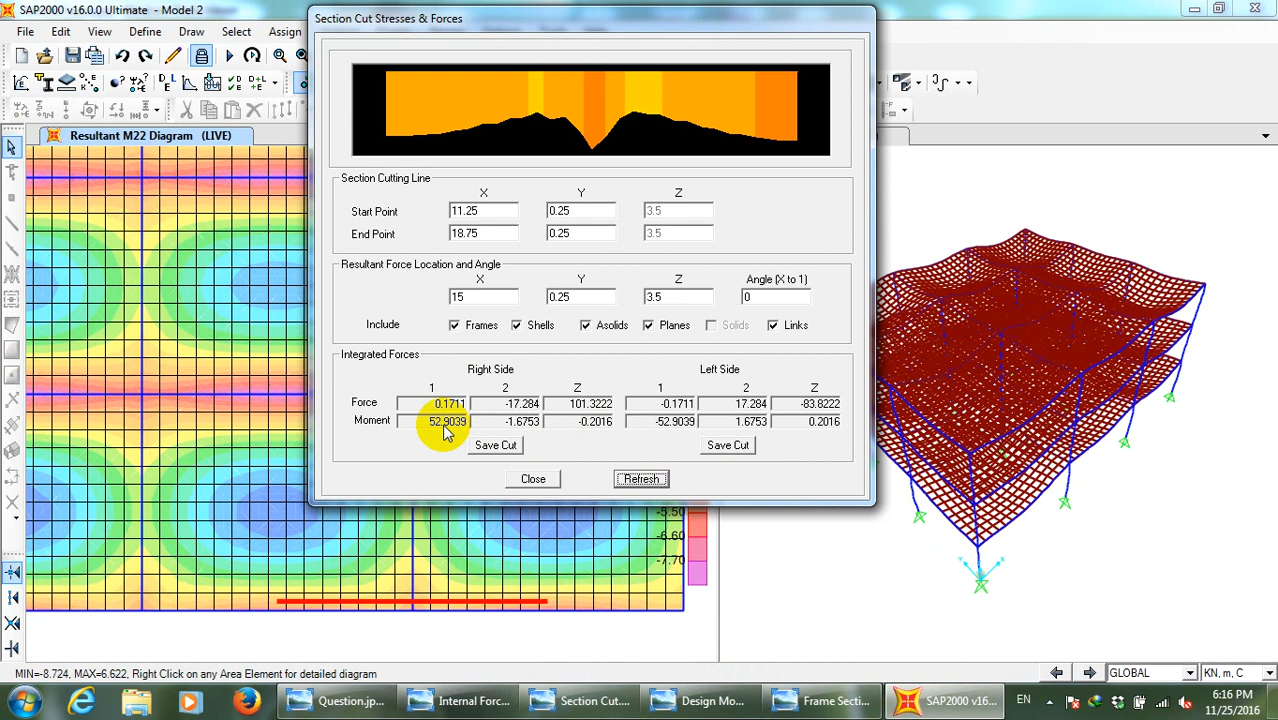 SAP2000 v16.0.0 Ultimate - Model 2
File Edit View Define Draw Select Assign
Resultant M22 Diagram (LIVE)
Section Cut Stresses & Forces
Section Cutting Line
X Y Z
Start Point 11.25 0.25 3.5
End Point 18.75 0.25 3.5
Resultant Force Location and Angle
X Y Z Angle (X to 1)
15 0.25 3.5 0
Include Frames Shells Asolids Planes Solids Links
Integrated Forces
Right Side Left Side
1 2 Z 1 2 Z
Force 0.1711 -17.284 101.3222 -0.1711 17.284 -83.8222
Moment 52.9039 -1.6753 -0.2016 -52.9039 1.6753 0.2016
Save Cut Save Cut
Close Refresh
-5.50
-6.60
-7.70
MIN=-8.724, MAX=6.622, Right Click on any Area Element for detailed diagram
GLOBAL KN, m, C
Question.jp... Internal Forc... Section Cut.... Design Mo... Frame Secti... SAP2000 v16...
EN 6:16 PM
11/25/2016